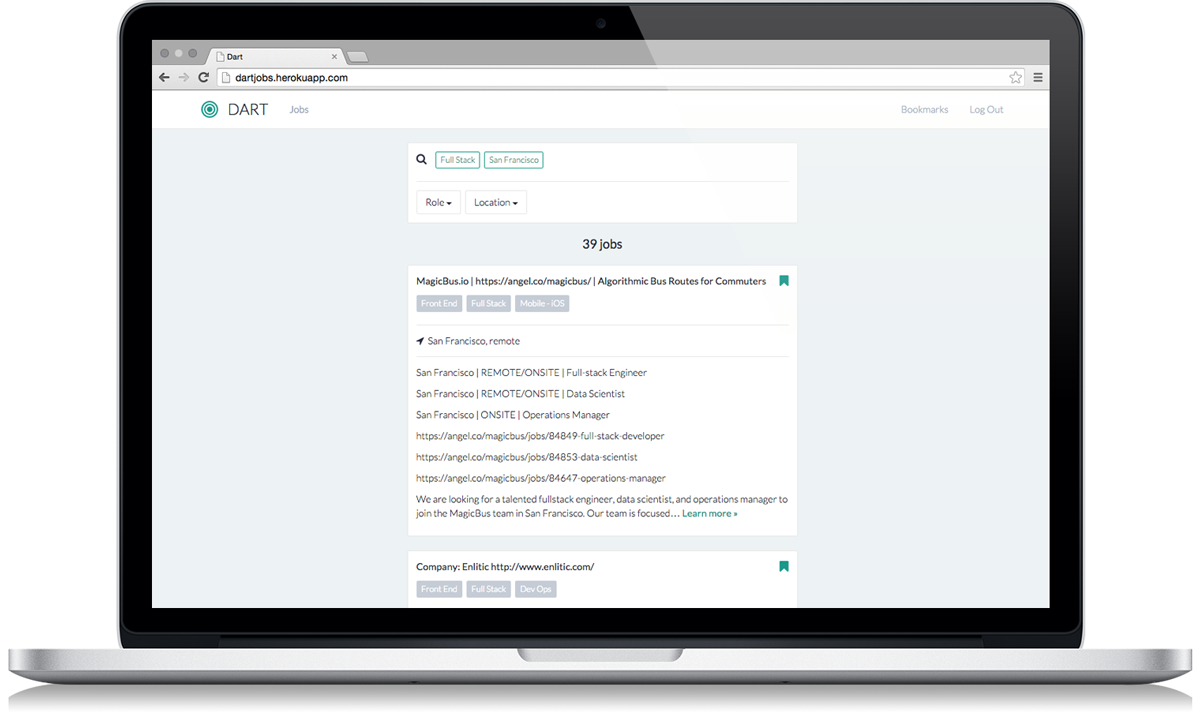 Dart
dartjobs.herokuapp.com
DART Jobs Bookmarks Log Out
Full Stack San Francisco
Role Location
39 jobs
MagicBus.io | https://angel.co/magicbus/ | Algorithmic Bus Routes for Commuters
Front End Full Stack Mobile - iOS
San Francisco, remote
San Francisco | REMOTE/ONSITE | Full-stack Engineer
San Francisco | REMOTE/ONSITE | Data Scientist
San Francisco | ONSITE | Operations Manager
https://angel.co/magicbus/jobs/84849-full-stack-developer
https://angel.co/magicbus/jobs/84853-data-scientist
https://angel.co/magicbus/jobs/84647-operations-manager
We are looking for a talented fullstack engineer, data scientist, and operations manager to
join the MagicBus team in San Francisco. Our team is focused... Learn more »
Company: Enlitic http://www.enlitic.com/
Front End Full Stack Dev Ops